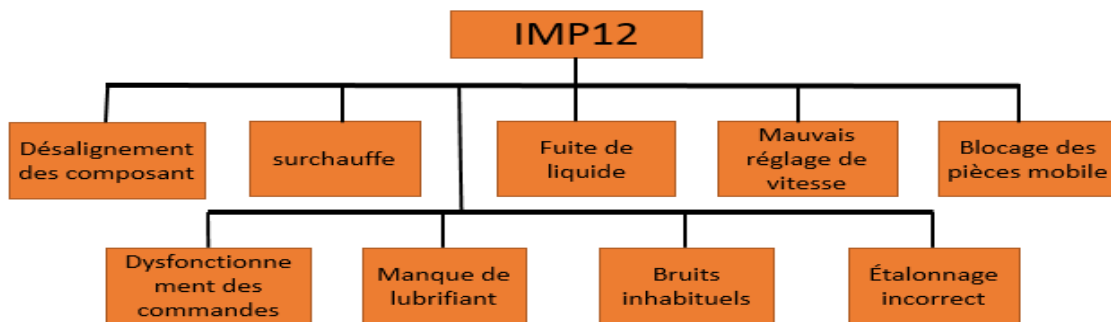 IMP12
Désalignement
des composant
surchauffe
Fuite de
liquide
Mauvais
réglage de
vitesse
Blocage des
pièces mobile
Dysfonctionne
ment des
commandes
Manque de
lubrifiant
Bruits
inhabituels
Étalonnage
incorrect